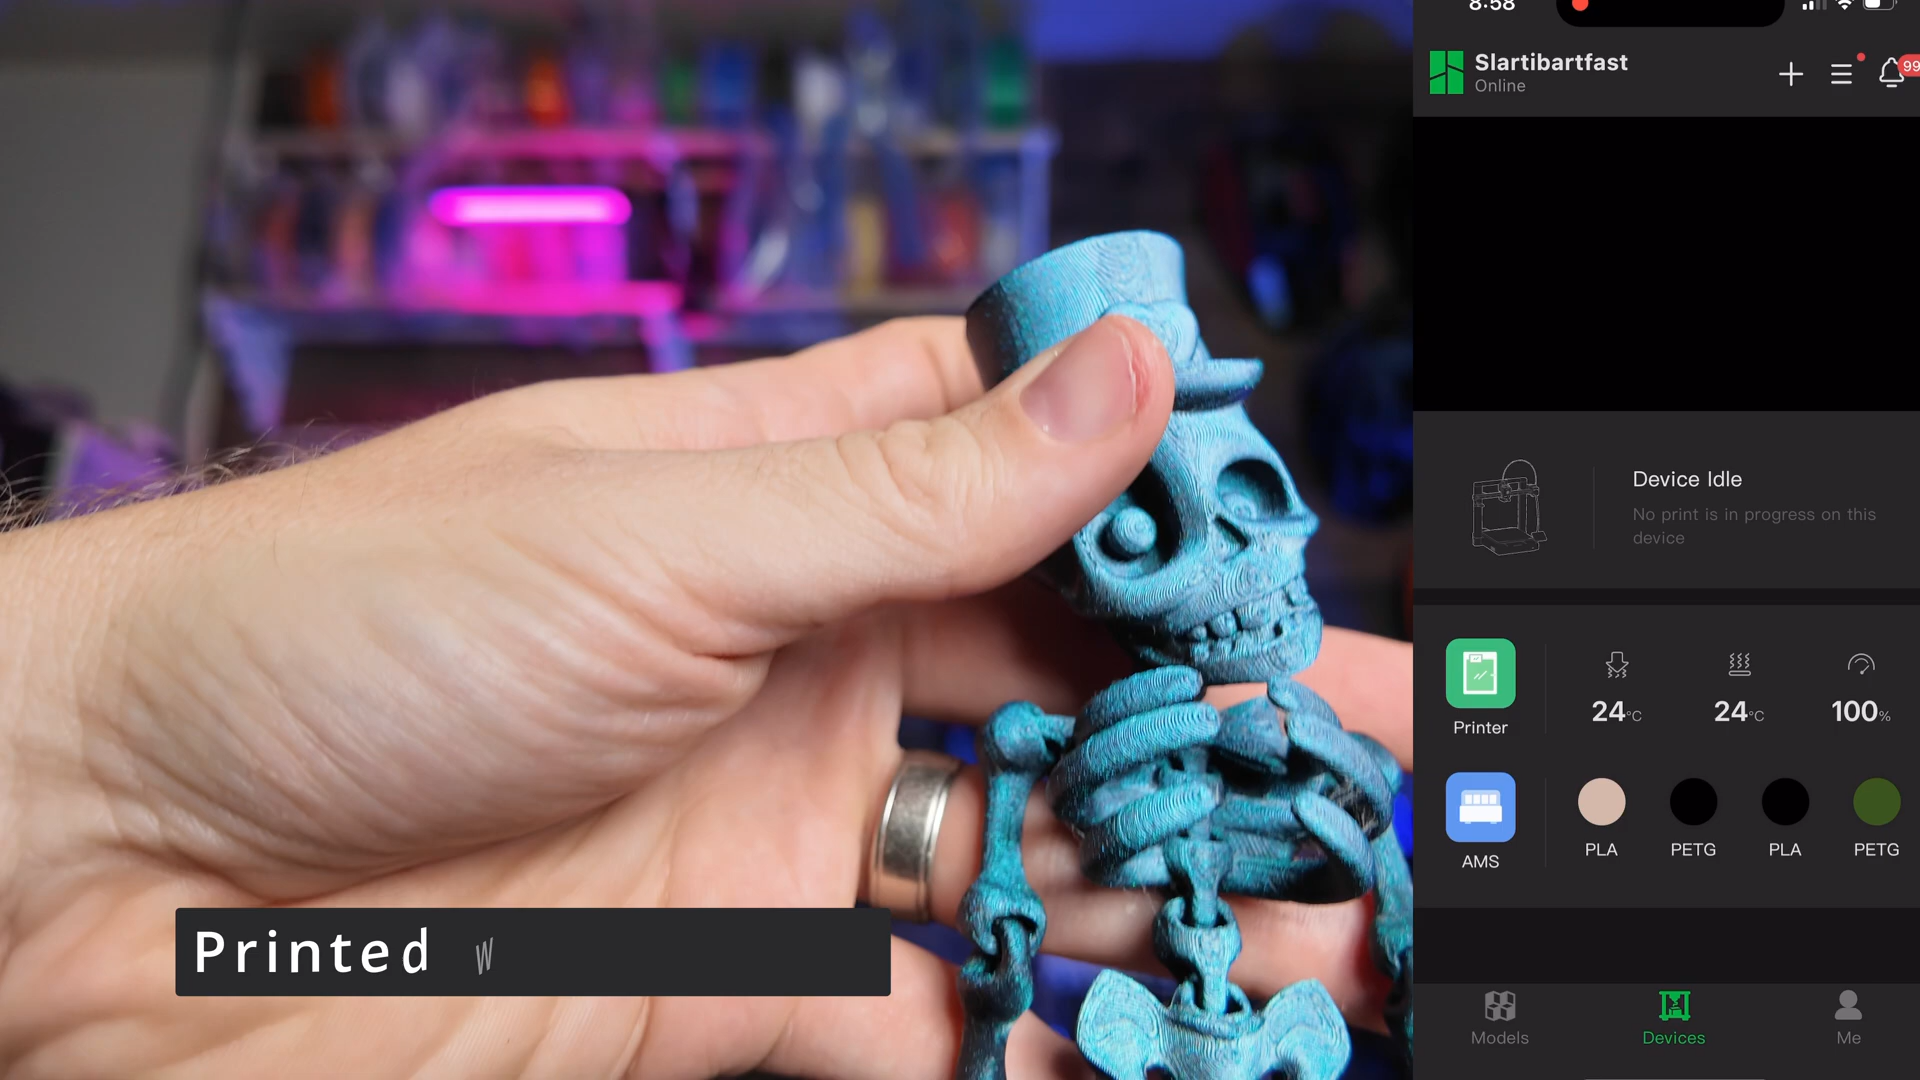 8:58
Slartibartfast
Online
99
Device Idle
No print is in progress on this
device
Printer
24°C
24°C
100%
AMS
PLA
PETG
PLA
PETG
Printed W
Models
Devices
Me